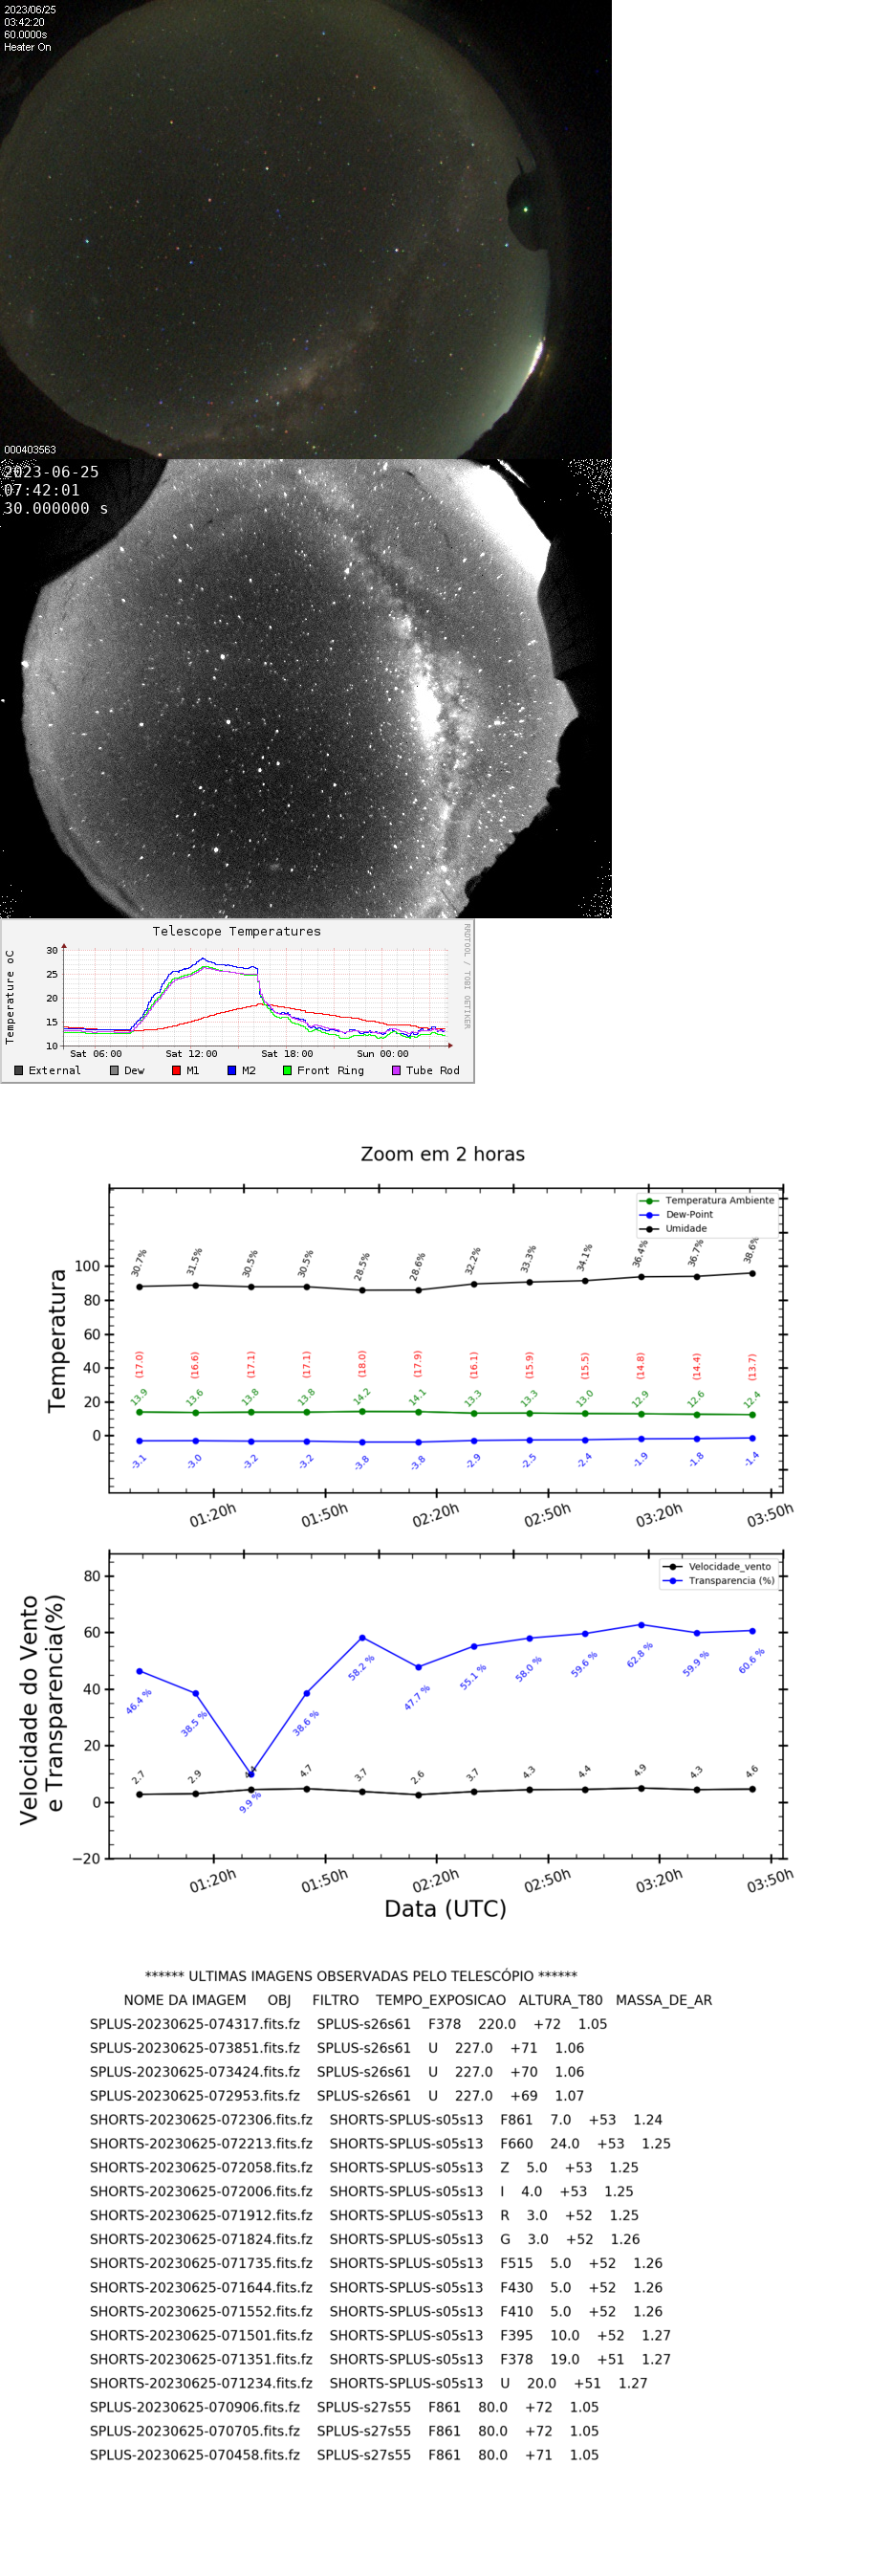 2023/06/25
03:42:20
60.0000s
Heater On
000403563
2023-06-25
07:42:01
30.000000 s
Telescope Temperatures
RRDTOOL / TOBI OETIKER
Temperature oC
30
25
20
15
10
Sat 06:00 Sat 12:00 Sat 18:00 Sun 00:00
External Dew M1 M2 Front Ring Tube Rod
Zoom em 2 horas
Temperatura Ambiente
Dew-Point
Umidade
Temperatura
100
80
60
40
20
0
30.7% 31.5% 30.5% 30.5% 28.5% 28.6% 32.2% 33.3% 34.1% 36.4% 36.7% 38.6%
(17.0) (16.6) (17.1) (17.1) (18.0) (17.9) (16.1) (15.9) (15.5) (14.8) (14.4) (13.7)
13.9 13.6 13.8 13.8 14.2 14.1 13.3 13.3 13.0 12.9 12.6 12.4
-3.1 -3.0 -3.2 -3.2 -3.8 -3.8 -2.9 -2.5 -2.4 -1.9 -1.8 -1.4
01:20h 01:50h 02:20h 02:50h 03:20h 03:50h
Velocidade_vento
Transparencia (%)
Velocidade do Vento
e Transparencia(%)
80
60
40
20
0
−20
46.4 % 38.5 % 9.9 % 38.6 % 58.2 % 47.7 % 55.1 % 58.0 % 59.6 % 62.8 % 59.9 % 60.6 %
2.7 2.9 4.4 4.7 3.7 2.6 3.7 4.3 4.4 4.9 4.3 4.6
01:20h 01:50h 02:20h 02:50h 03:20h 03:50h
Data (UTC)
****** ULTIMAS IMAGENS OBSERVADAS PELO TELESCÓPIO ******
NOME DA IMAGEM OBJ FILTRO TEMPO_EXPOSICAO ALTURA_T80 MASSA_DE_AR
SPLUS-20230625-074317.fits.fz SPLUS-s26s61 F378 220.0 +72 1.05
SPLUS-20230625-073851.fits.fz SPLUS-s26s61 U 227.0 +71 1.06
SPLUS-20230625-073424.fits.fz SPLUS-s26s61 U 227.0 +70 1.06
SPLUS-20230625-072953.fits.fz SPLUS-s26s61 U 227.0 +69 1.07
SHORTS-20230625-072306.fits.fz SHORTS-SPLUS-s05s13 F861 7.0 +53 1.24
SHORTS-20230625-072213.fits.fz SHORTS-SPLUS-s05s13 F660 24.0 +53 1.25
SHORTS-20230625-072058.fits.fz SHORTS-SPLUS-s05s13 Z 5.0 +53 1.25
SHORTS-20230625-072006.fits.fz SHORTS-SPLUS-s05s13 I 4.0 +53 1.25
SHORTS-20230625-071912.fits.fz SHORTS-SPLUS-s05s13 R 3.0 +52 1.25
SHORTS-20230625-071824.fits.fz SHORTS-SPLUS-s05s13 G 3.0 +52 1.26
SHORTS-20230625-071735.fits.fz SHORTS-SPLUS-s05s13 F515 5.0 +52 1.26
SHORTS-20230625-071644.fits.fz SHORTS-SPLUS-s05s13 F430 5.0 +52 1.26
SHORTS-20230625-071552.fits.fz SHORTS-SPLUS-s05s13 F410 5.0 +52 1.26
SHORTS-20230625-071501.fits.fz SHORTS-SPLUS-s05s13 F395 10.0 +52 1.27
SHORTS-20230625-071351.fits.fz SHORTS-SPLUS-s05s13 F378 19.0 +51 1.27
SHORTS-20230625-071234.fits.fz SHORTS-SPLUS-s05s13 U 20.0 +51 1.27
SPLUS-20230625-070906.fits.fz SPLUS-s27s55 F861 80.0 +72 1.05
SPLUS-20230625-070705.fits.fz SPLUS-s27s55 F861 80.0 +72 1.05
SPLUS-20230625-070458.fits.fz SPLUS-s27s55 F861 80.0 +71 1.05